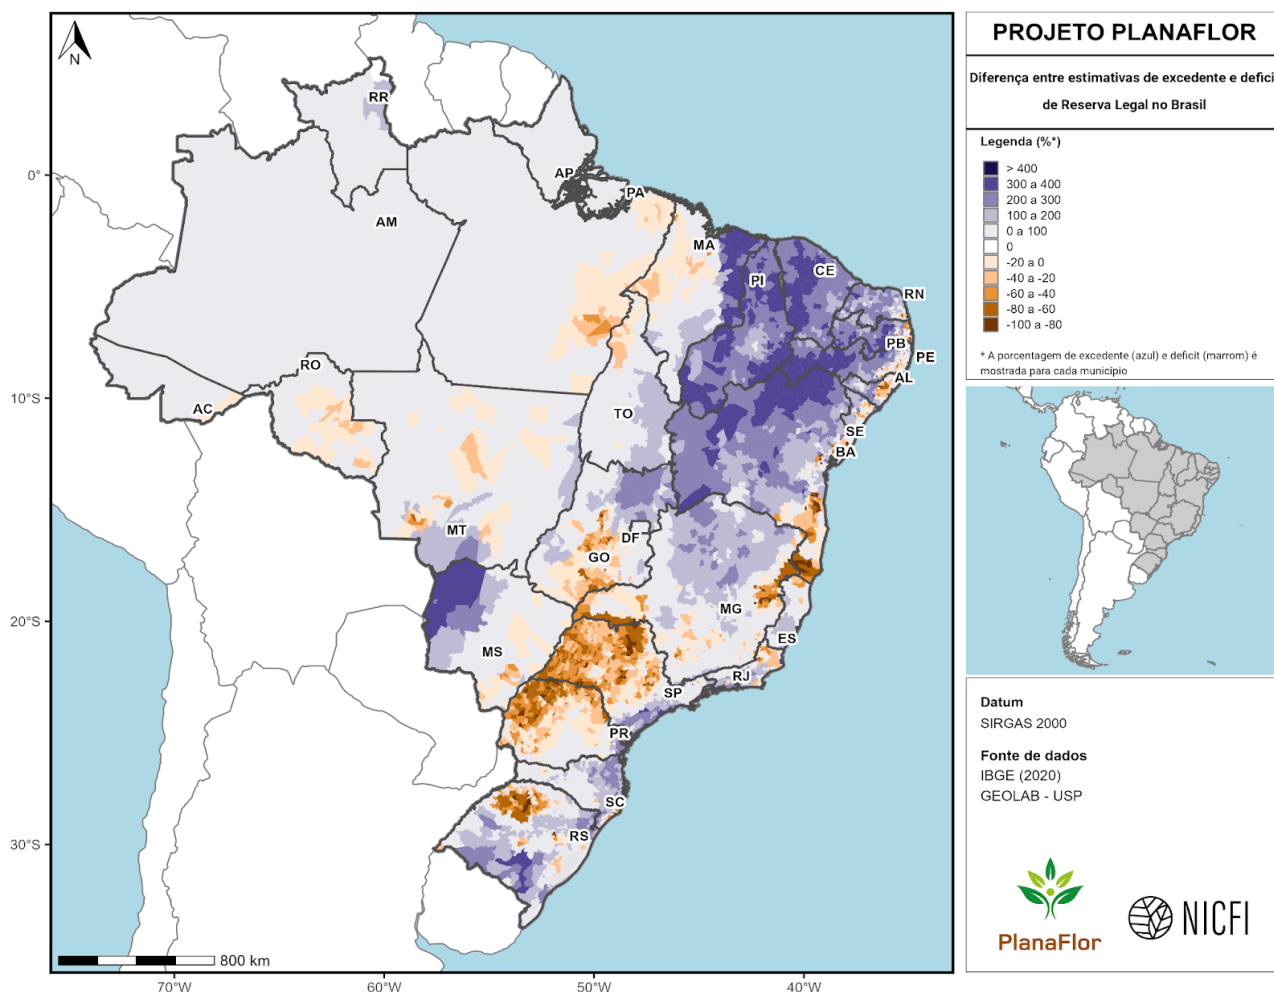 PROJETO PLANAFLOR
Diferença entre estimativas de excedente e defici
de Reserva Legal no Brasil
Legenda (%*)
> 400
300 a 400
200 a 300
100 a 200
0 a 100
0
-20 a 0
-40 a -20
-60 a -40
-80 a -60
-100 a -80
* A porcentagem de excedente (azul) e deficit (marrom) é
mostrada para cada município
N
RR
AP
PA
AM
MA
CE
PI
RN
PB
PE
RO
AL
AC
TO
SE
BA
MT
DF
GO
MG
ES
MS
RJ
SP
PR
SC
RS
0°
10°S
20°S
30°S
800 km
70°W
60°W
50°W
40°W
Datum
SIRGAS 2000
Fonte de dados
IBGE (2020)
GEOLAB - USP
PlanaFlor
NICFI